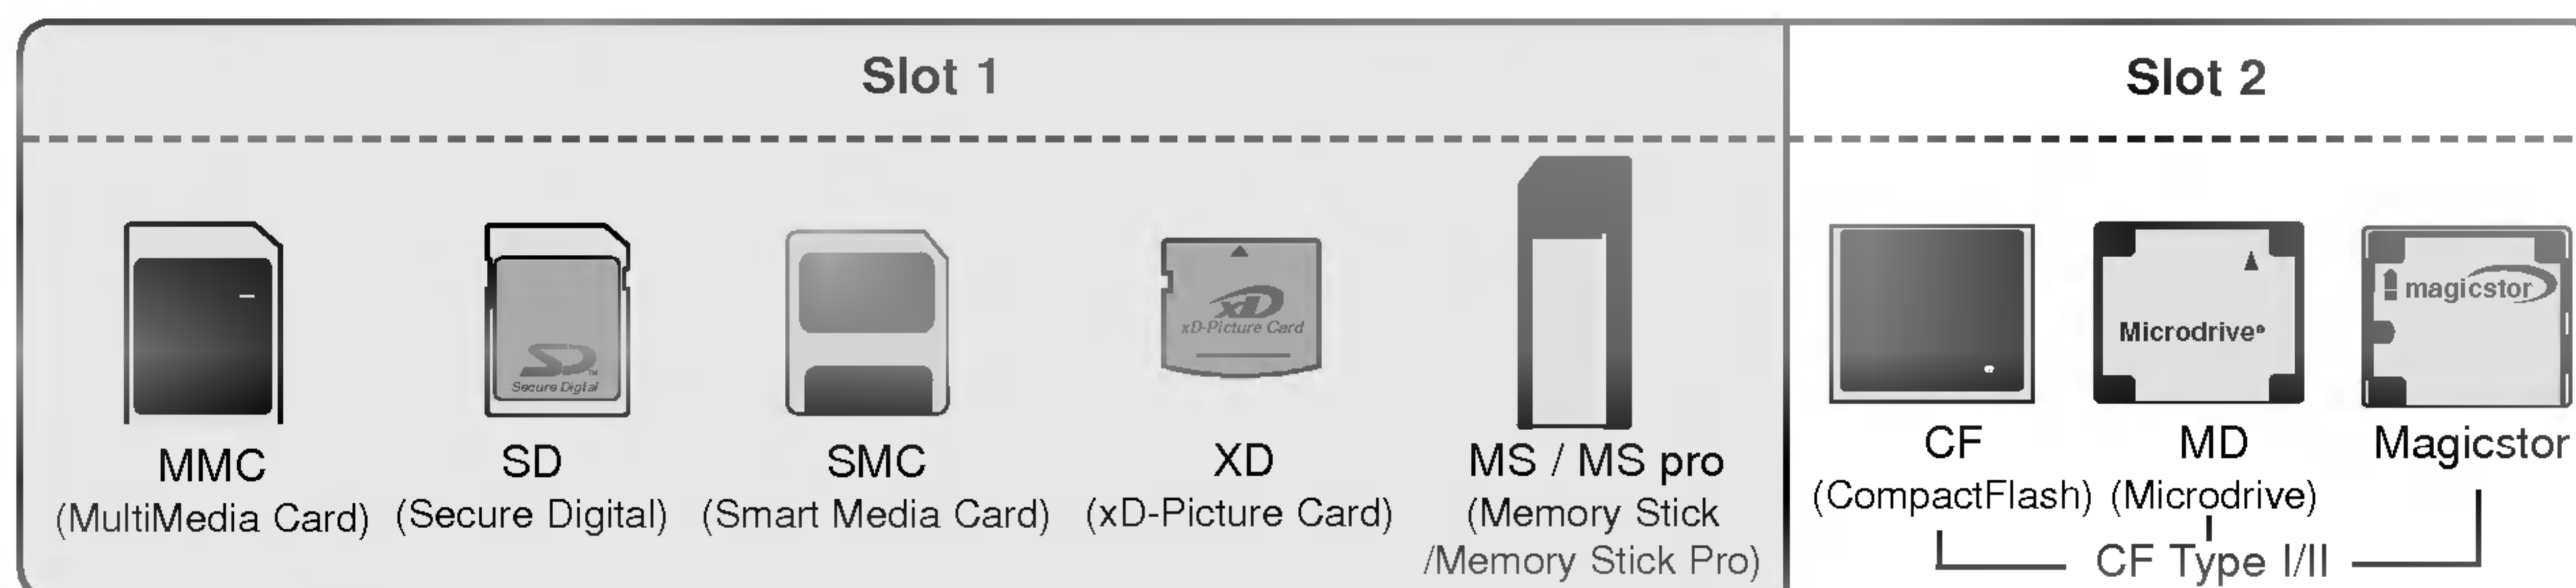 Slot 1
Slot 2
SD™
Secure Digital
xD
xD-Picture Card
Microdrive®
magicstor
MMC
(MultiMedia Card)
SD
(Secure Digital)
SMC
(Smart Media Card)
XD
(xD-Picture Card)
MS / MS pro
(Memory Stick
/Memory Stick Pro)
CF
(CompactFlash)
MD
(Microdrive)
Magicstor
CF Type I/II